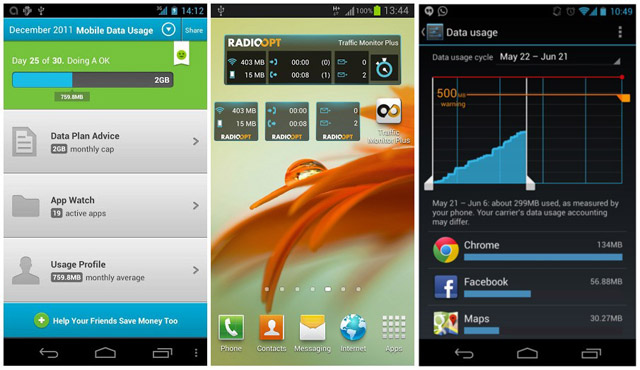 3G 14:12
December 2011 Mobile Data Usage Share
Day 25 of 30. Doing A OK
2GB
759.8MB
Data Plan Advice
2GB monthly cap
App Watch
19 active apps
Usage Profile
759.8MB monthly average
Help Your Friends Save Money Too
100% 13:44
RADIOOPT Traffic Monitor Plus
403 MB 00:00 (0) 0
15 MB 00:08 (1) 2
403 MB 00:00 0
15 MB 00:08 2
RADIOOPT RADIOOPT RADIOOPT
Traffic
Monitor Plus
Phone Contacts Messaging Internet Apps
10:49
Data usage
Data usage cycle May 22 – Jun 21
500MB
warning
May 21 – Jun 6: about 299MB used, as measured by
your phone. Your carrier's data usage accounting
may differ.
Chrome 134MB
Facebook 56.88MB
Maps 30.27MB